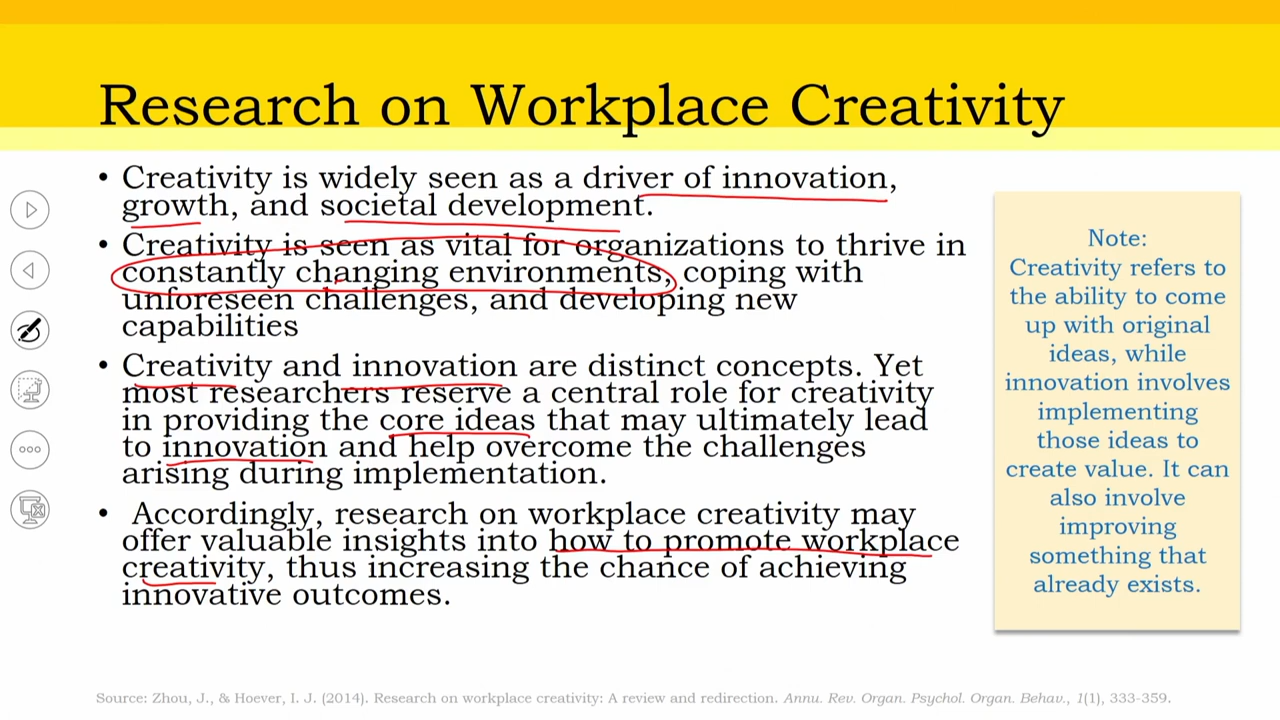 Research on Workplace Creativity
• Creativity is widely seen as a driver of innovation,
growth, and societal development.
• Creativity is seen as vital for organizations to thrive in
constantly changing environments, coping with
unforeseen challenges, and developing new
capabilities
• Creativity and innovation are distinct concepts. Yet
most researchers reserve a central role for creativity
in providing the core ideas that may ultimately lead
to innovation and help overcome the challenges
arising during implementation.
• Accordingly, research on workplace creativity may
offer valuable insights into how to promote workplace
creativity, thus increasing the chance of achieving
innovative outcomes.
Note:
Creativity refers to
the ability to come
up with original
ideas, while
innovation involves
implementing
those ideas to
create value. It can
also involve
improving
something that
already exists.
Source: Zhou, J., & Hoever, I. J. (2014). Research on workplace creativity: A review and redirection. Annu. Rev. Organ. Psychol. Organ. Behav., 1(1), 333-359.